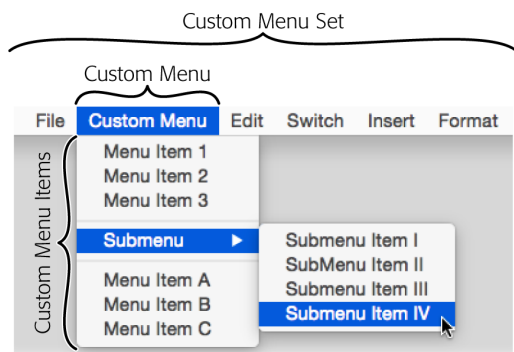 Custom Menu Set
Custom Menu
File Custom Menu Edit Switch Insert Format
Custom Menu Items
Menu Item 1
Menu Item 2
Menu Item 3
Submenu
Submenu Item I
SubMenu Item II
Submenu Item III
Submenu Item IV
Menu Item A
Menu Item B
Menu Item C